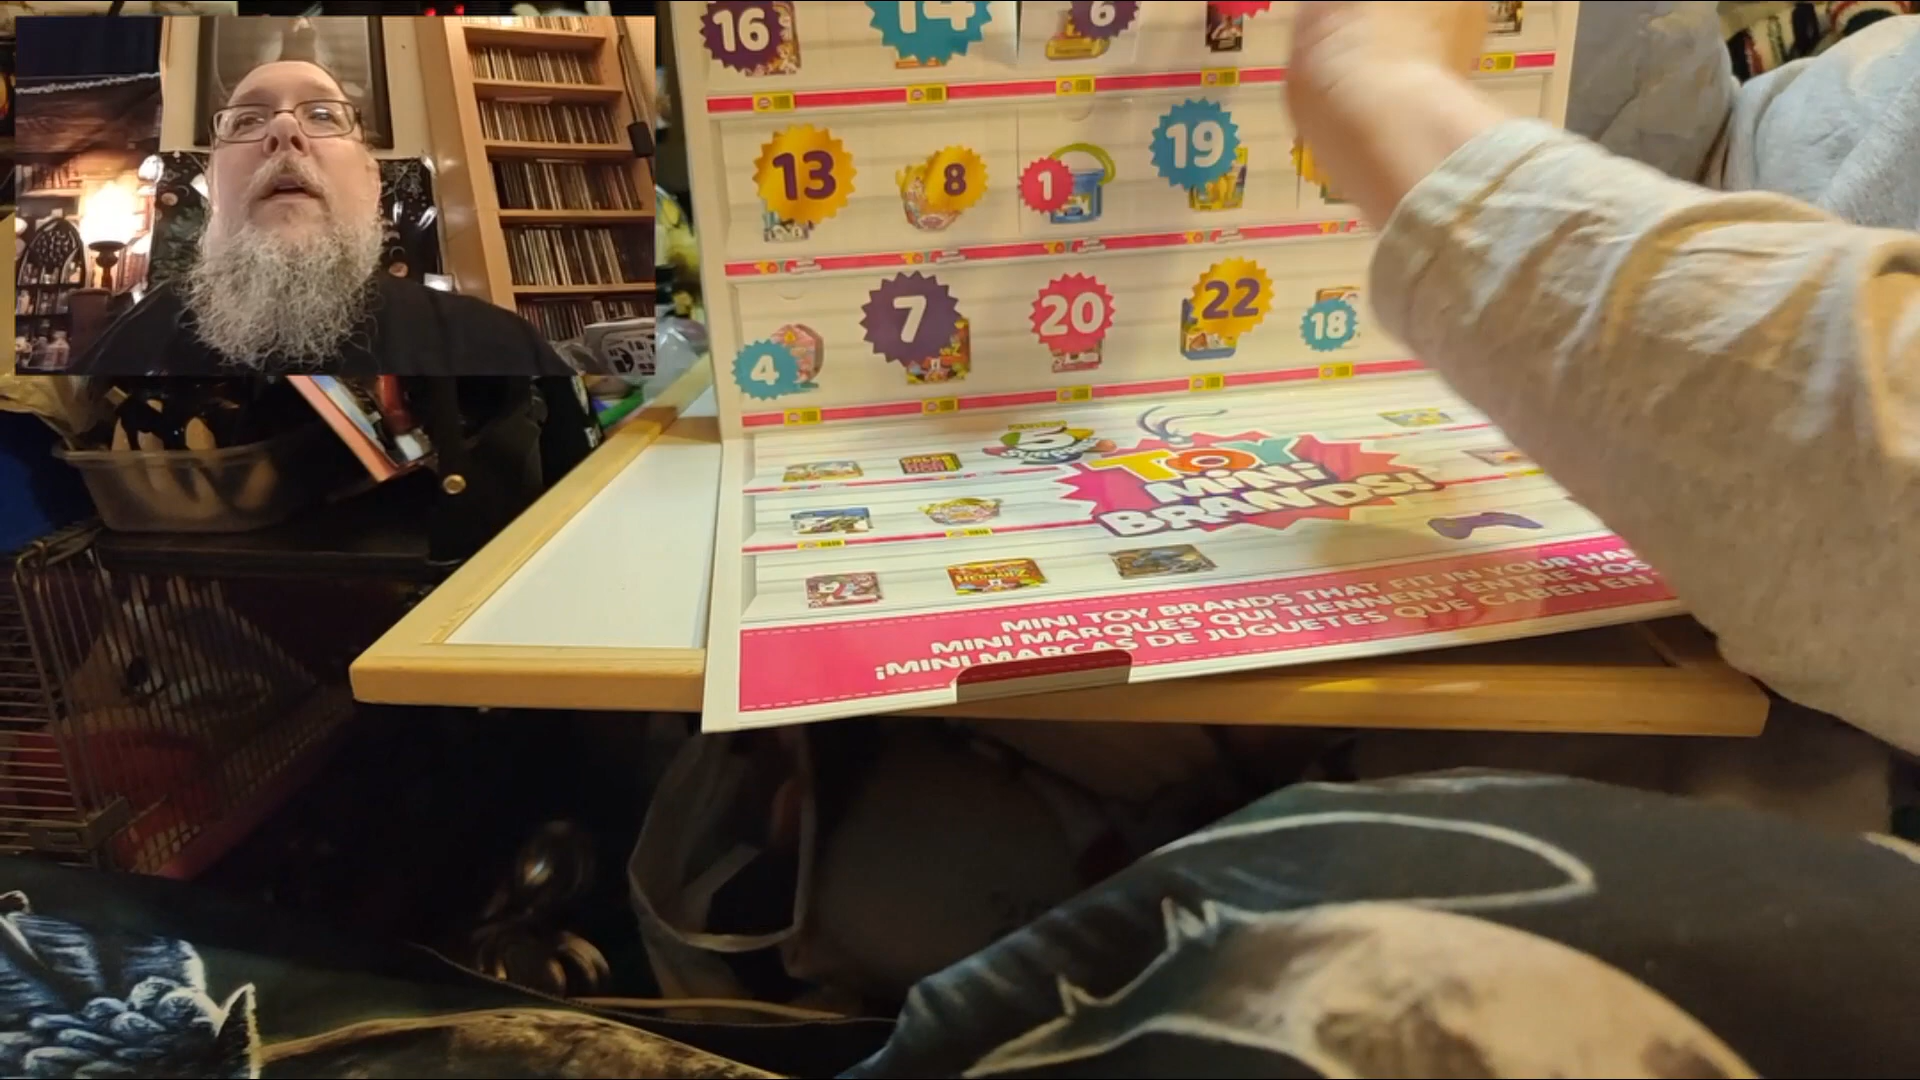 16
14
6
13
8
1
19
7
20
22
18
4
5
SURPRISE
TOY
MINI
BRANDS!
MINI TOY BRANDS THAT FIT IN YOUR
MINI MARQUES QUI TIENNENT ENTRE VOS
¡MINI MARCAS DE JUGUETES QUE CABEN EN